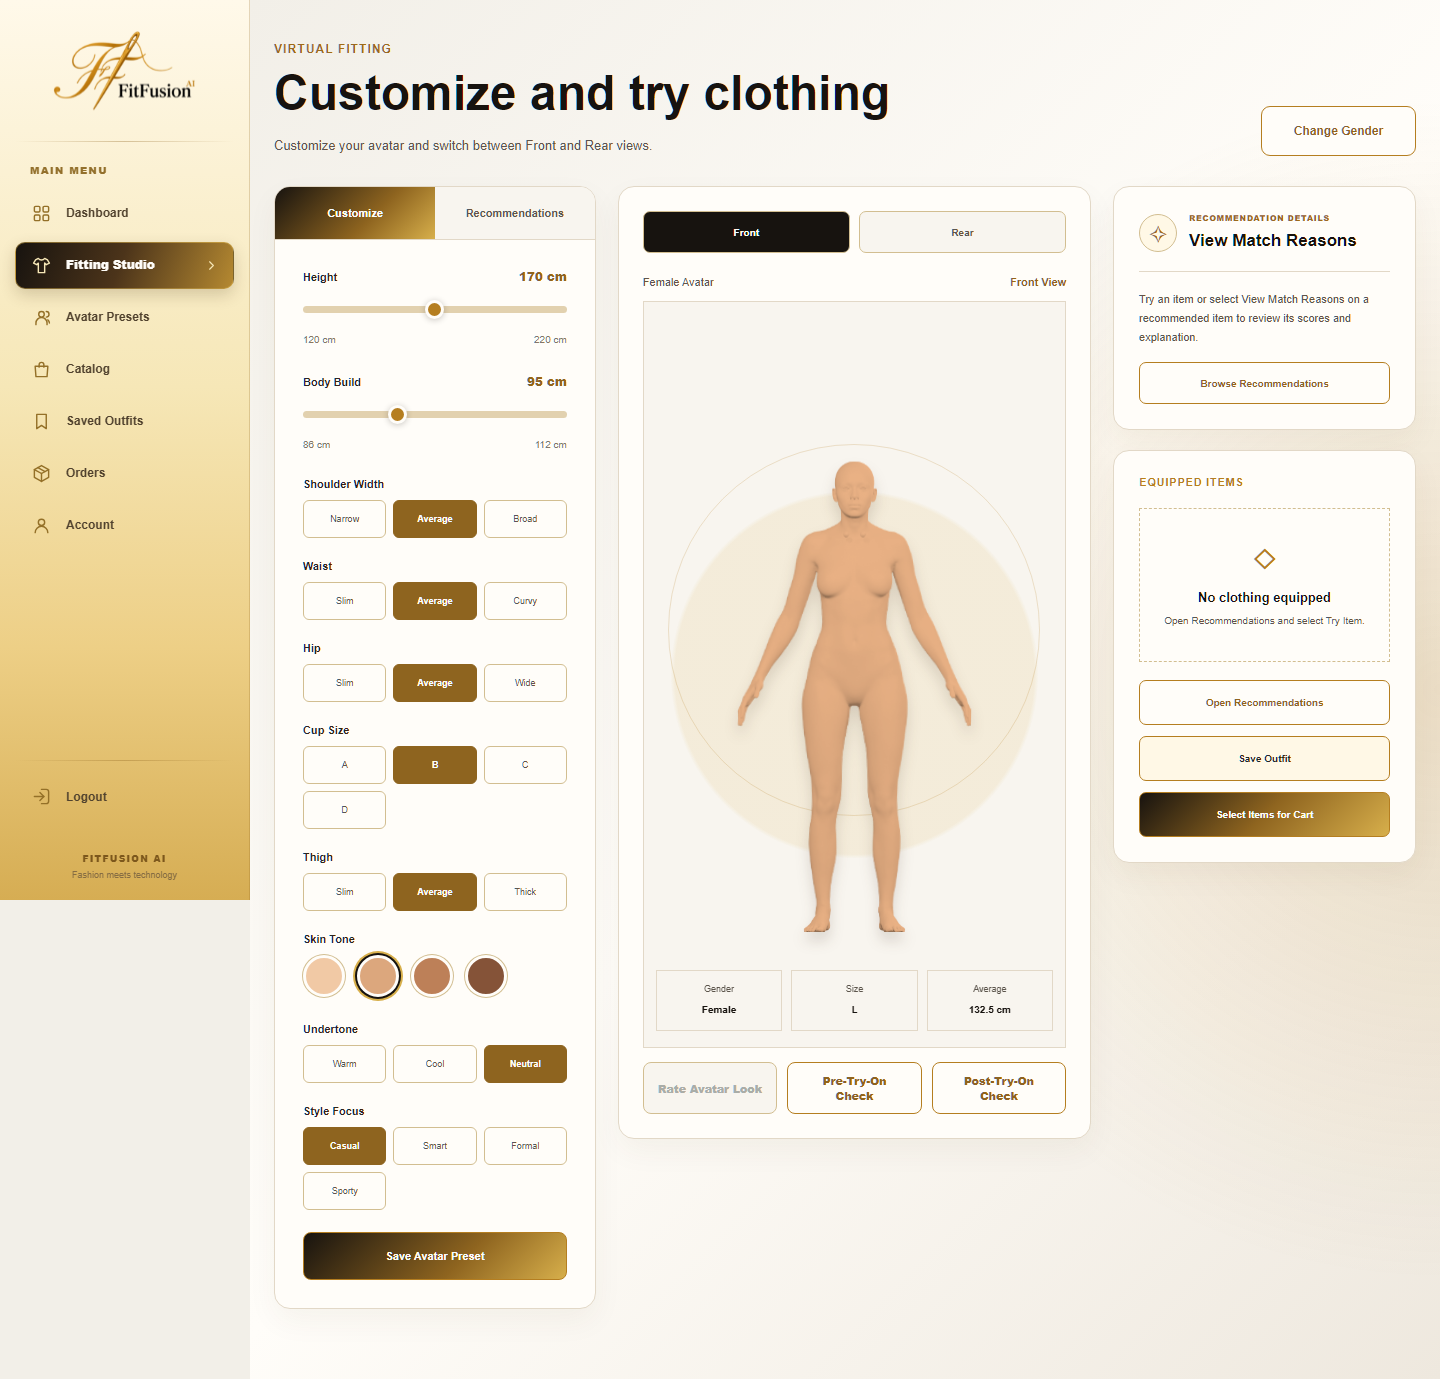 FitFusion AI
MAIN MENU
Dashboard
Fitting Studio
Avatar Presets
Catalog
Saved Outfits
Orders
Account
Logout
FITFUSION AI
Fashion meets technology
VIRTUAL FITTING
Customize and try clothing
Customize your avatar and switch between Front and Rear views.
Change Gender
Customize
Recommendations
Height
170 cm
120 cm
220 cm
Body Build
95 cm
86 cm
112 cm
Shoulder Width
Narrow
Average
Broad
Waist
Slim
Average
Curvy
Hip
Slim
Average
Wide
Cup Size
A
B
C
D
Thigh
Slim
Average
Thick
Skin Tone
Undertone
Warm
Cool
Neutral
Style Focus
Casual
Smart
Formal
Sporty
Save Avatar Preset
Front
Rear
Female Avatar
Front View
Gender
Female
Size
L
Average
132.5 cm
Rate Avatar Look
Pre-Try-On
Check
Post-Try-On
Check
RECOMMENDATION DETAILS
View Match Reasons
Try an item or select View Match Reasons on a
recommended item to review its scores and
explanation.
Browse Recommendations
EQUIPPED ITEMS
No clothing equipped
Open Recommendations and select Try Item.
Open Recommendations
Save Outfit
Select Items for Cart